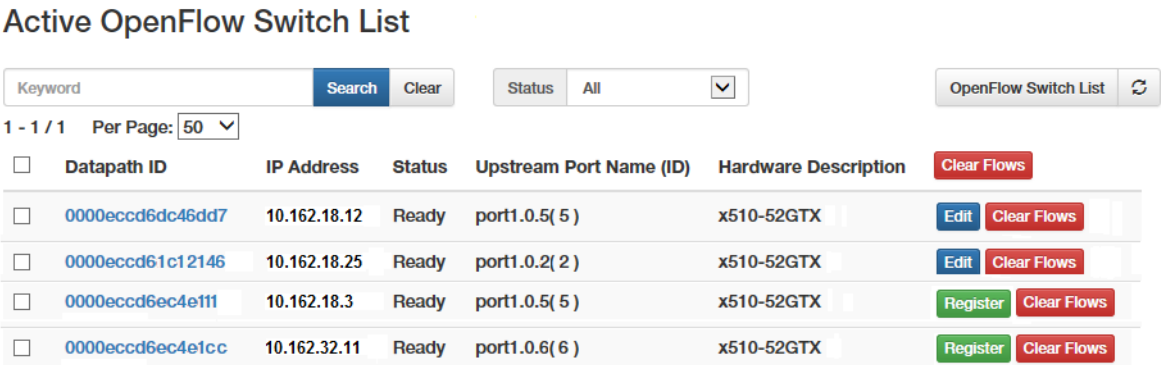 Active OpenFlow Switch List
Keyword Search Clear Status All OpenFlow Switch List
1 - 1 / 1 Per Page: 50
Datapath ID IP Address Status Upstream Port Name (ID) Hardware Description Clear Flows
0000eccd6dc46dd7 10.162.18.12 Ready port1.0.5( 5 ) x510-52GTX Edit Clear Flows
0000eccd61c12146 10.162.18.25 Ready port1.0.2( 2 ) x510-52GTX Edit Clear Flows
0000eccd6ec4e111 10.162.18.3 Ready port1.0.5( 5 ) x510-52GTX Register Clear Flows
0000eccd6ec4e1cc 10.162.32.11 Ready port1.0.6( 6 ) x510-52GTX Register Clear Flows